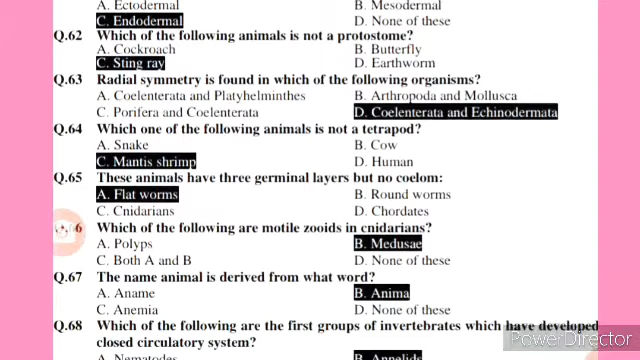 A. Ectodermal B. Mesodermal
C. Endodermal D. None of these
Q.62 Which of the following animals is not a protostome?
A. Cockroach B. Butterfly
C. Sting ray D. Earthworm
Q.63 Radial symmetry is found in which of the following organisms?
A. Coelenterata and Platyhelminthes B. Arthropoda and Mollusca
C. Porifera and Coelenterata D. Coelenterata and Echinodermata
Q.64 Which one of the following animals is not a tetrapod?
A. Snake B. Cow
C. Mantis shrimp D. Human
Q.65 These animals have three germinal layers but no coelom:
A. Flat worms B. Round worms
C. Cnidarians D. Chordates
Which of the following are motile zooids in cnidarians?
A. Polyps B. Medusae
C. Both A and B D. None of these
Q.67 The name animal is derived from what word?
A. Aname B. Anima
C. Anemia D. None of these
Q.68 Which of the following are the first groups of invertebrates which have developed
closed circulatory system?
A. Nematodes B. Annelids
PowerDirector